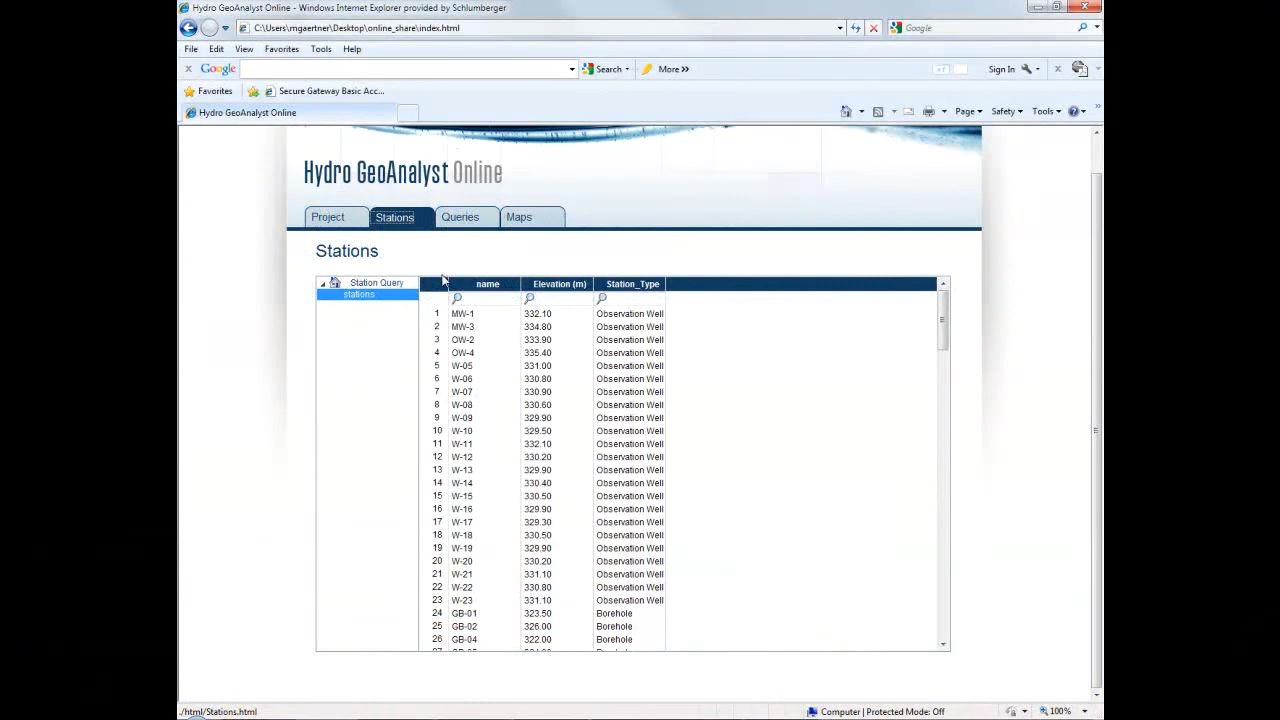 Hydro GeoAnalyst Online - Windows Internet Explorer provided by Schlumberger
C:\Users\mgaertner\Desktop\online_share\index.html
Google
File Edit View Favorites Tools Help
x Google Search More »
Sign In
x
Favorites Secure Gateway Basic Acc...
Hydro GeoAnalyst Online
Page Safety Tools
Hydro GeoAnalyst Online
Project Stations Queries Maps
Stations
Station Query
stations
name Elevation (m) Station_Type
1 MW-1 332.10 Observation Well
2 MW-3 334.80 Observation Well
3 OW-2 333.90 Observation Well
4 OW-4 335.40 Observation Well
5 W-05 331.00 Observation Well
6 W-06 330.80 Observation Well
7 W-07 330.90 Observation Well
8 W-08 330.60 Observation Well
9 W-09 329.90 Observation Well
10 W-10 329.50 Observation Well
11 W-11 332.10 Observation Well
12 W-12 330.20 Observation Well
13 W-13 329.90 Observation Well
14 W-14 330.40 Observation Well
15 W-15 330.50 Observation Well
16 W-16 329.90 Observation Well
17 W-17 329.30 Observation Well
18 W-18 330.50 Observation Well
19 W-19 329.90 Observation Well
20 W-20 330.20 Observation Well
21 W-21 331.10 Observation Well
22 W-22 330.80 Observation Well
23 W-23 331.10 Observation Well
24 GB-01 323.50 Borehole
25 GB-02 326.00 Borehole
26 GB-04 322.00 Borehole
./html/Stations.html
Computer | Protected Mode: Off
100%